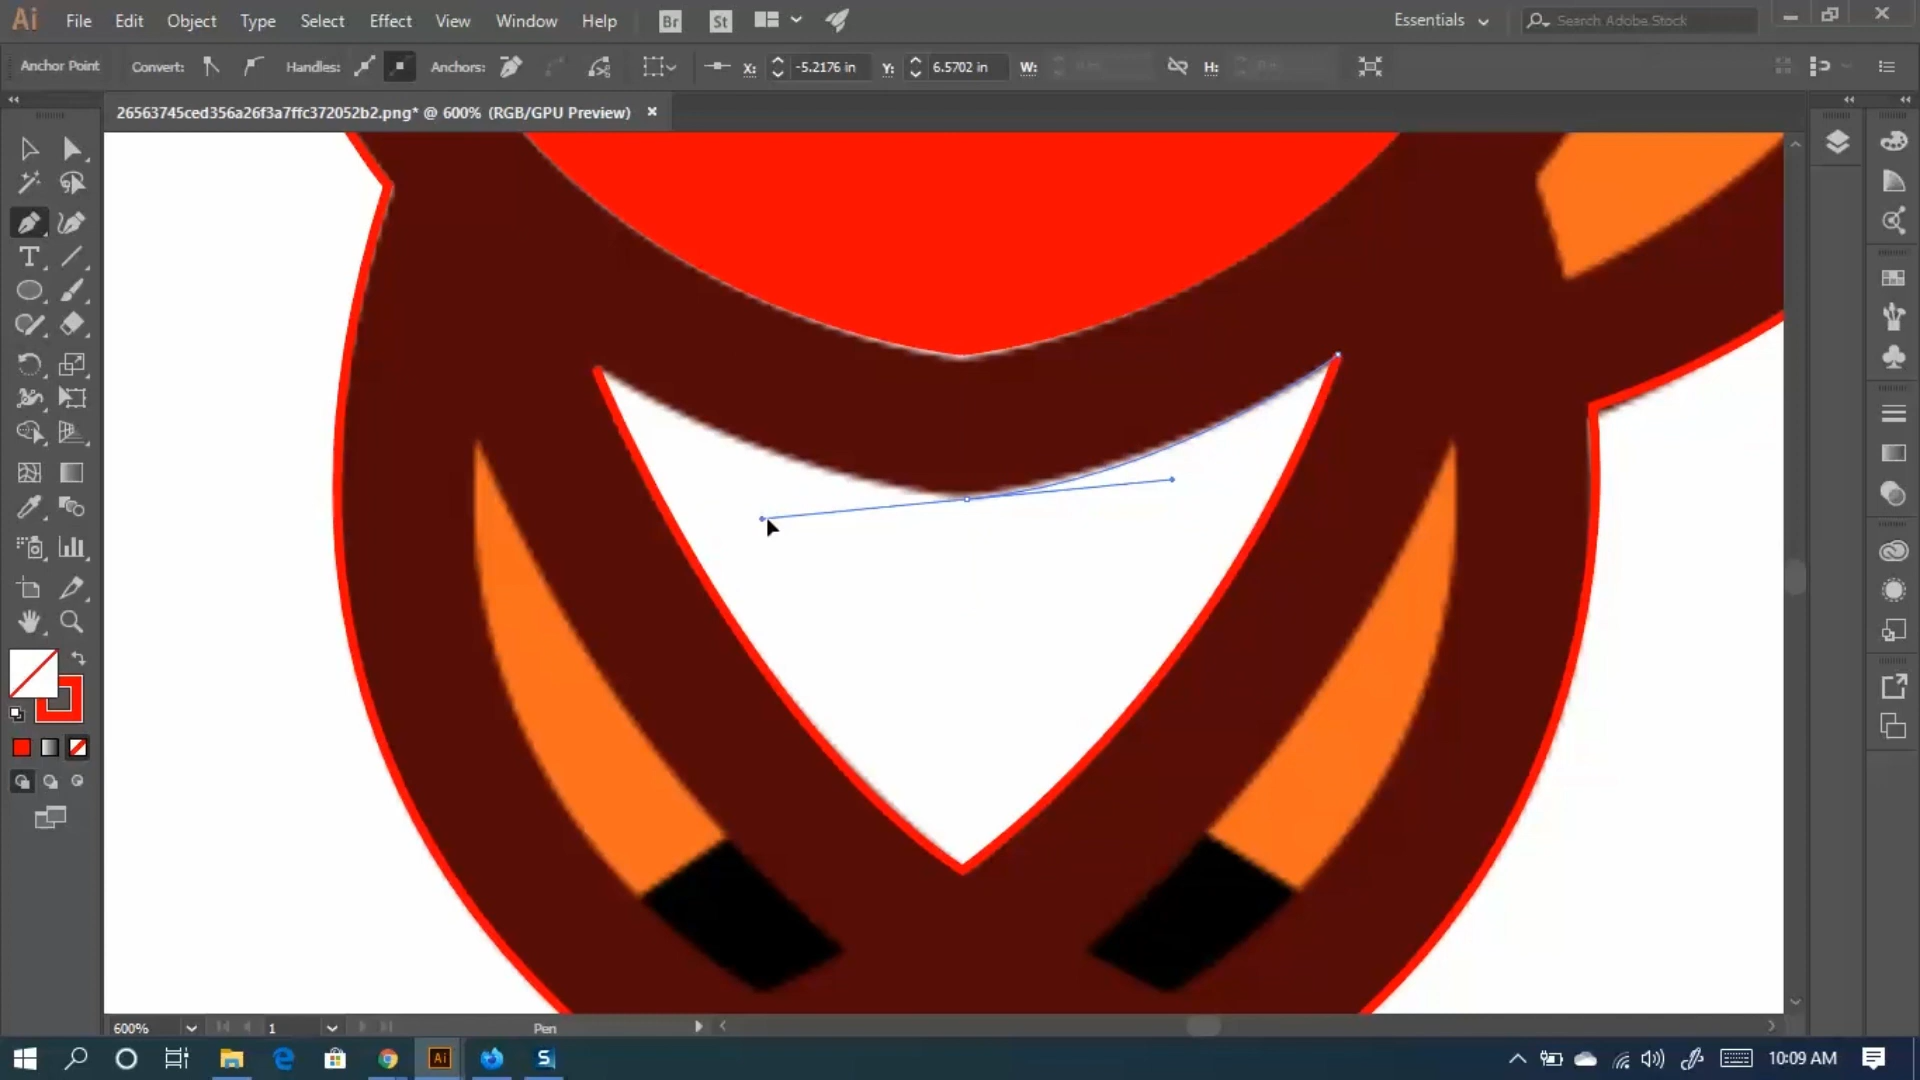 Ai File Edit Object Type Select Effect View Window Help Br St Essentials Search Adobe Stock
Anchor Point Convert: Handles: Anchors: X: -5.2176 in Y: 6.5702 in W: H:
26563745ced356a26f3a7ffc372052b2.png* @ 600% (RGB/GPU Preview)
600% 1 Pen
Ai S 10:09 AM